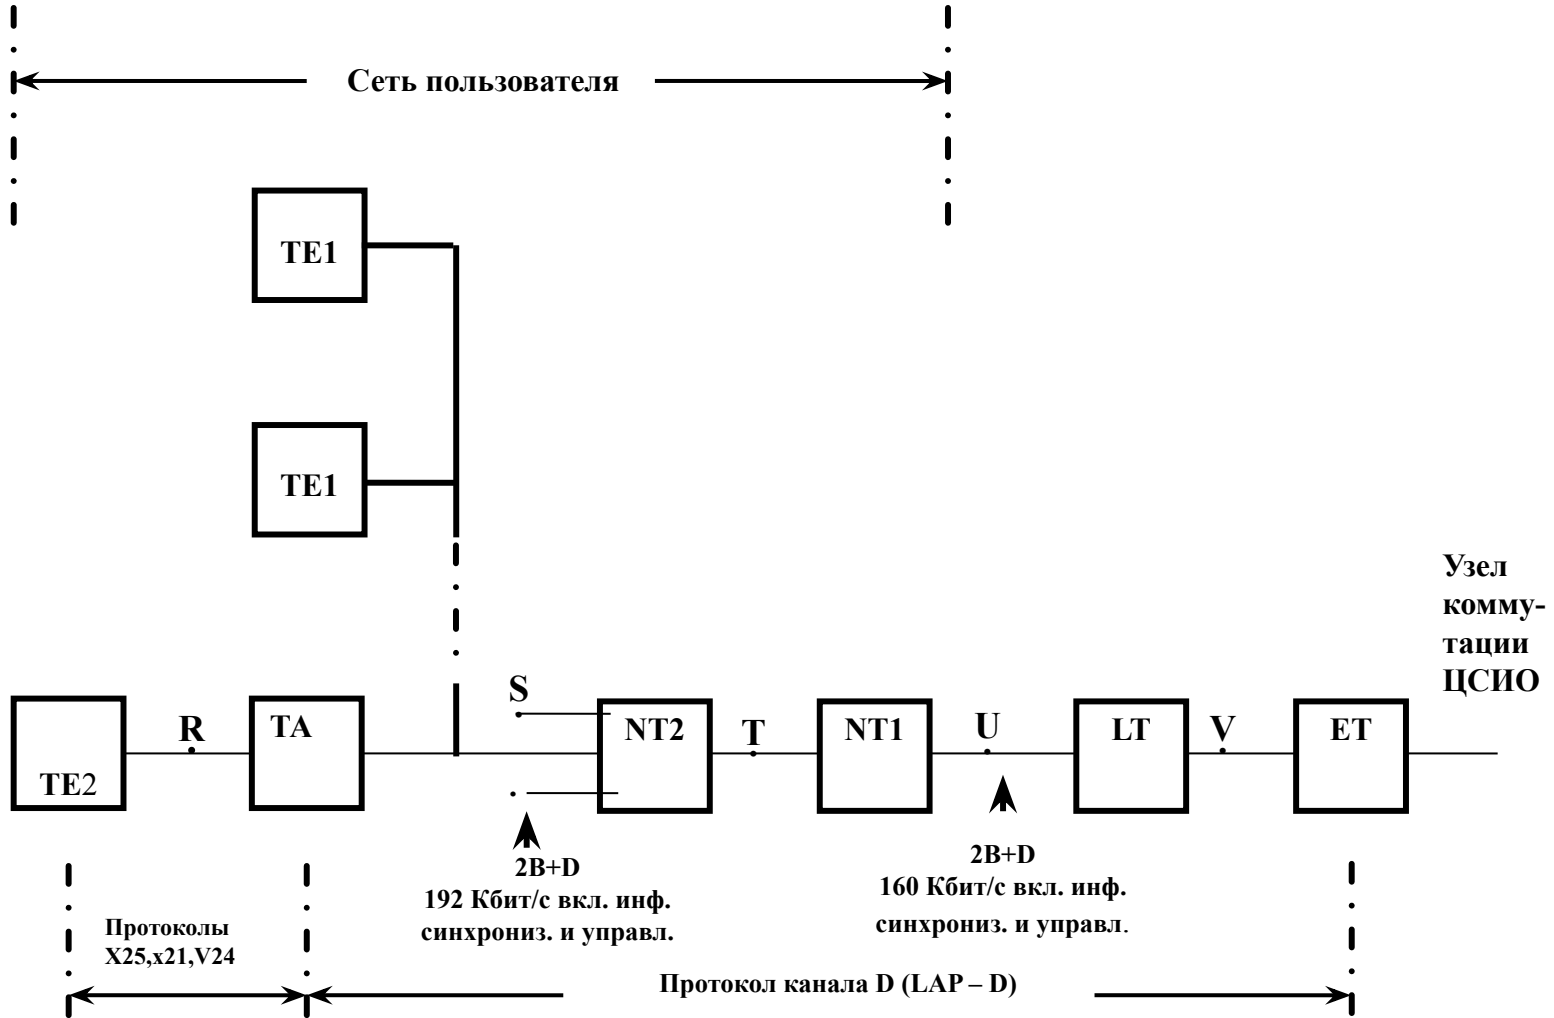 Сеть пользователя
TE1
TE1
Узел
комму-
тации
ЦСИО
S
R
TA
NT2
T
NT1
U
LT
V
ET
TE2
2B+D
192 Кбит/с вкл. инф.
синхрониз. и управл.
2B+D
160 Кбит/с вкл. инф.
синхрониз. и управл.
Протоколы
X25,x21,V24
Протокол канала D (LAP – D)